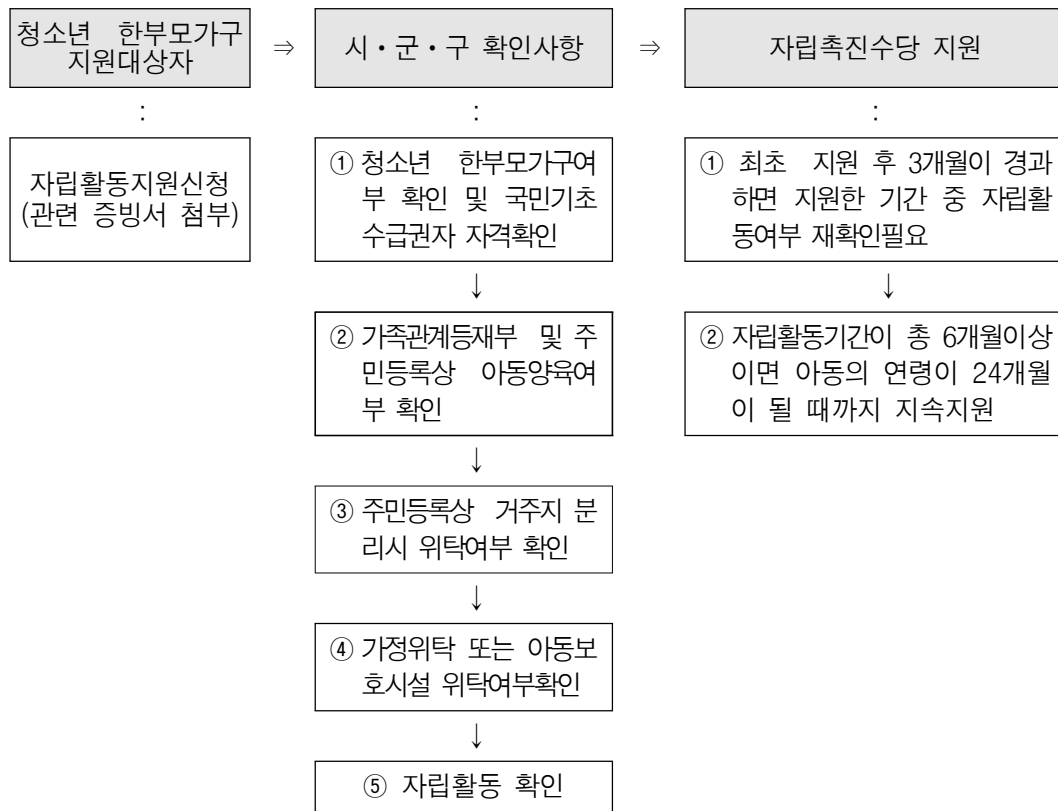 청소년 한부모가구
지원대상자
⇒
시・군・구 확인사항
⇒
자립촉진수당 지원
:
:
:
자립활동지원신청
(관련 증빙서 첨부)
① 청소년 한부모가구여
부 확인 및 국민기초
수급권자 자격확인
↓
② 가족관계등재부 및 주
민등록상 아동양육여
부 확인
↓
③ 주민등록상 거주지 분
리시 위탁여부 확인
↓
④ 가정위탁 또는 아동보
호시설 위탁여부확인
↓
⑤ 자립활동 확인
① 최초 지원 후 3개월이 경과
하면 지원한 기간 중 자립활
동여부 재확인필요
↓
② 자립활동기간이 총 6개월이상
이면 아동의 연령이 24개월
이 될 때까지 지속지원